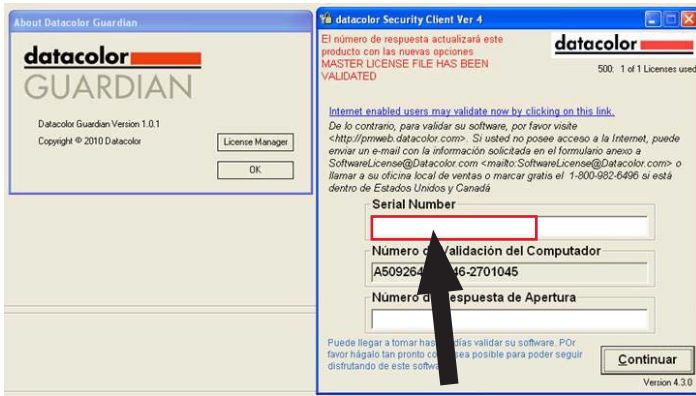 About Datacolor Guardian
datacolor
GUARDIAN
Datacolor Guardian Version 1.0.1
Copyright © 2010 Datacolor
License Manager
OK
datacolor Security Client Ver 4
El número de respuesta actualizará este
producto con las nuevas opciones
MASTER LICENSE FILE HAS BEEN
VALIDATED
datacolor
500: 1 of 1 Licenses used
Internet enabled users may validate now by clicking on this link.
De lo contrario, para validar su software, por favor visite
<http://pmweb.datacolor.com>. Si usted no posee acceso a la Internet, puede
enviar un e-mail con la información solicitada en el formulario anexo a
SoftwareLicense@Datacolor.com <mailto:SoftwareLicense@Datacolor.com> o
llamar a su oficina local de ventas o marcar gratis el 1-800-982-6496 si está
dentro de Estados Unidos y Canadá
Serial Number
Número de Validación del Computador
A509264 46-2701045
Número de Respuesta de Apertura
Puede llegar a tomar días validar su software. POr
favor hágalo tan pronto sea posible para poder seguir
disfrutando de este
Continuar
Version 4.3.0